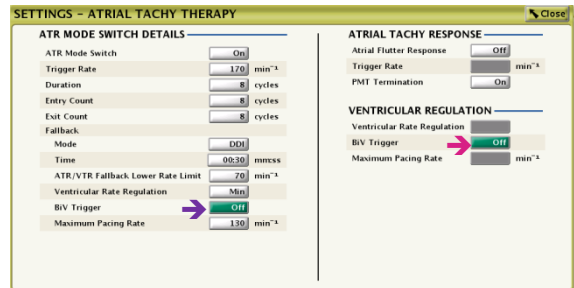 SETTINGS - ATRIAL TACHY THERAPY Close
ATR MODE SWITCH DETAILS
ATR Mode Switch On
Trigger Rate 170 min⁻¹
Duration 8 cycles
Entry Count 8 cycles
Exit Count 8 cycles
Fallback
Mode DDI
Time 00:30 mm:ss
ATR/VTR Fallback Lower Rate Limit 70 min⁻¹
Ventricular Rate Regulation Min
BiV Trigger Off
Maximum Pacing Rate 130 min⁻¹
ATRIAL TACHY RESPONSE
Atrial Flutter Response Off
Trigger Rate min⁻¹
PMT Termination On
VENTRICULAR REGULATION
Ventricular Rate Regulation
BiV Trigger Off
Maximum Pacing Rate min⁻¹